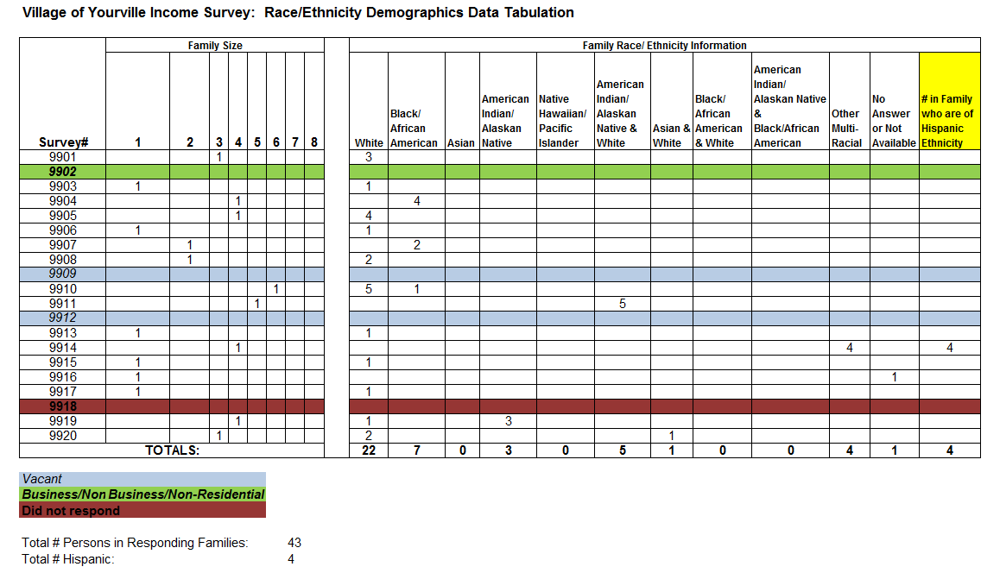 Village of Yourville Income Survey: Race/Ethnicity Demographics Data Tabulation
Family Size Family Race/ Ethnicity Information
Survey# 1 2 3 4 5 6 7 8 White Black/ African American Asian American Indian/ Alaskan Native Native Hawaiian/ Pacific Islander American Indian/ Alaskan Native & White Asian & White Black/ African American & White American Indian/ Alaskan Native & Black/African American Other Multi- Racial No Answer or Not Available # in Family who are of Hispanic Ethnicity
9901 1 3
9902
9903 1 1
9904 1 4
9905 1 4
9906 1 1
9907 1 2
9908 1 2
9909
9910 1 5 1
9911 1 5
9912
9913 1 1
9914 1 4 4
9915 1 1
9916 1 1
9917 1 1
9918
9919 1 1 3
9920 1 2 1
TOTALS: 22 7 0 3 0 5 1 0 0 4 1 4
Vacant
Business/Non Business/Non-Residential
Did not respond
Total # Persons in Responding Families: 43
Total # Hispanic: 4